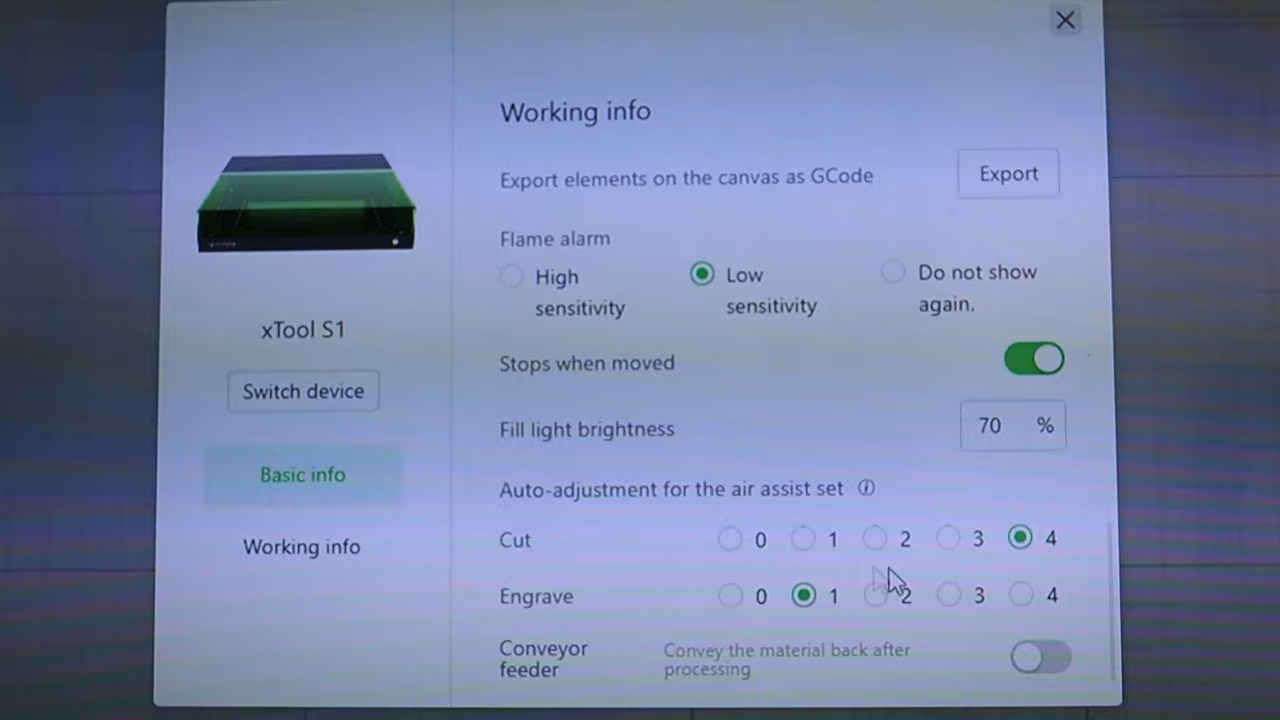 Working info
Export elements on the canvas as GCode
Export
Flame alarm
High sensitivity
Low sensitivity
Do not show again.
xTool S1
Stops when moved
Switch device
Fill light brightness
70 %
Basic info
Auto-adjustment for the air assist set
Working info
Cut 0 1 2 3 4
Engrave 0 1 2 3 4
Conveyor feeder
Convey the material back after processing